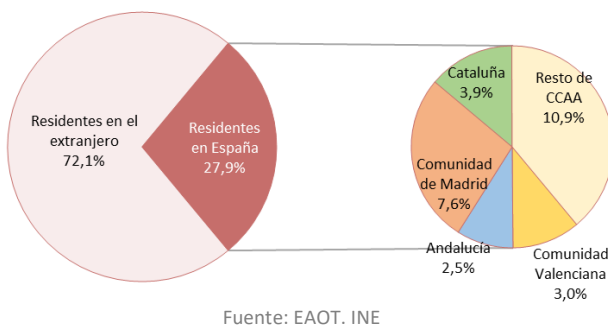 Residentes en el
extranjero
72,1%
Residentes
en España
27,9%
Cataluña
3,9%
Resto de
CCAA
10,9%
Comunidad
de Madrid
7,6%
Andalucía
2,5%
Comunidad
Valenciana
3,0%
Fuente: EAOT. INE